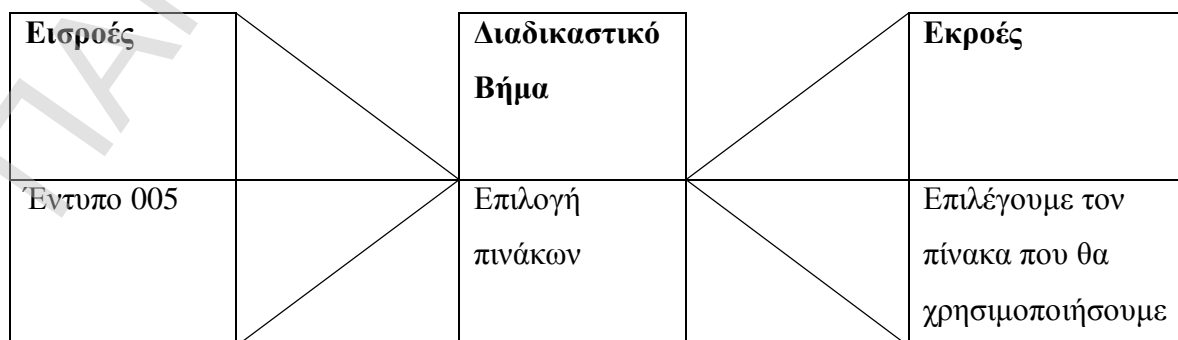 Εισροές
Διαδικαστικό
Βήμα
Εκροές
Έντυπο 005
Επιλογή
πινάκων
Επιλέγουμε τον
πίνακα που θα
χρησιμοποιήσουμε